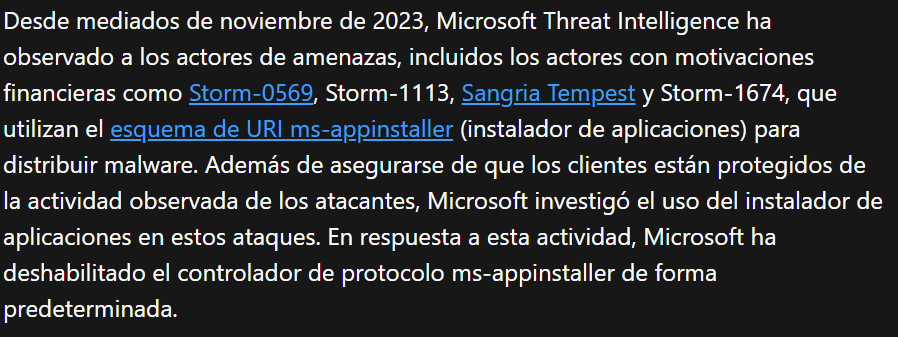 Desde mediados de noviembre de 2023, Microsoft Threat Intelligence ha
observado a los actores de amenazas, incluidos los actores con motivaciones
financieras como Storm-0569, Storm-1113, Sangria Tempest y Storm-1674, que
utilizan el esquema de URI ms-appinstaller (instalador de aplicaciones) para
distribuir malware. Además de asegurarse de que los clientes están protegidos de
la actividad observada de los atacantes, Microsoft investigó el uso del instalador de
aplicaciones en estos ataques. En respuesta a esta actividad, Microsoft ha
deshabilitado el controlador de protocolo ms-appinstaller de forma
predeterminada.